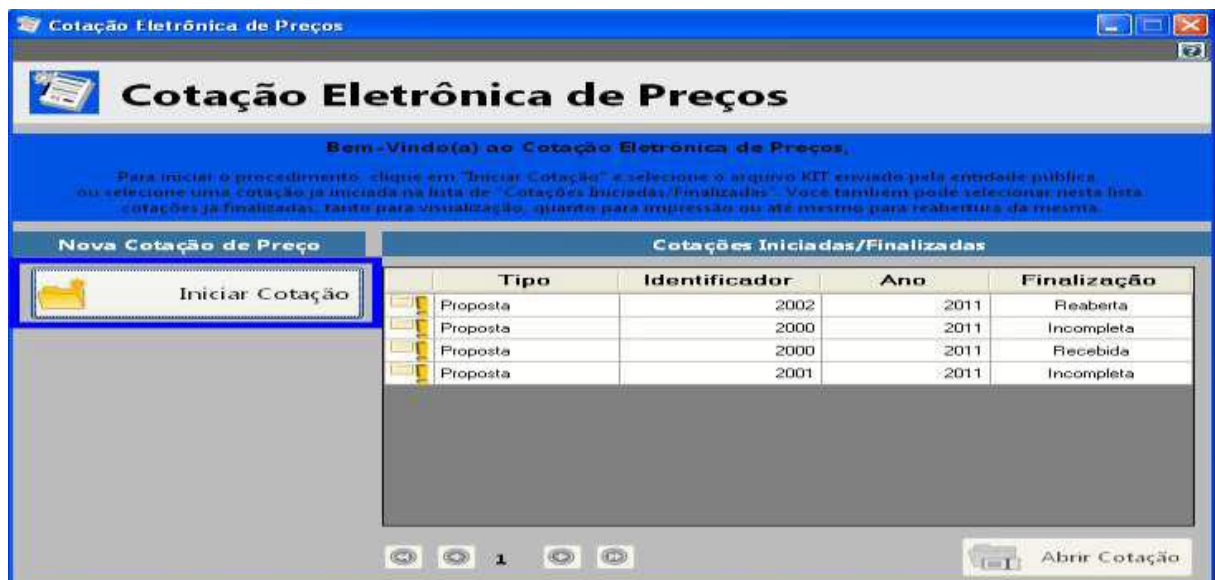 Cotação Eletrônica de Preços
Cotação Eletrônica de Preços
Bem-Vindo(a) ao Cotação Eletrônica de Preços,
Para iniciar o procedimento, clique em "Iniciar Cotação" e selecione o arquivo KIT enviado pela entidade pública
ou selecione uma cotação já iniciada na lista de "Cotações Iniciadas/Finalizadas". Você também pode selecionar nesta lista
cotações já finalizadas, tanto para visualização, quanto para impressão ou até mesmo para reabertura da mesma.
Nova Cotação de Preço
Cotações Iniciadas/Finalizadas
Iniciar Cotação
Tipo Identificador Ano Finalização
Proposta 2002 2011 Reaberta
Proposta 2000 2011 Incompleta
Proposta 2000 2011 Recebida
Proposta 2001 2011 Incompleta
1
Abrir Cotação